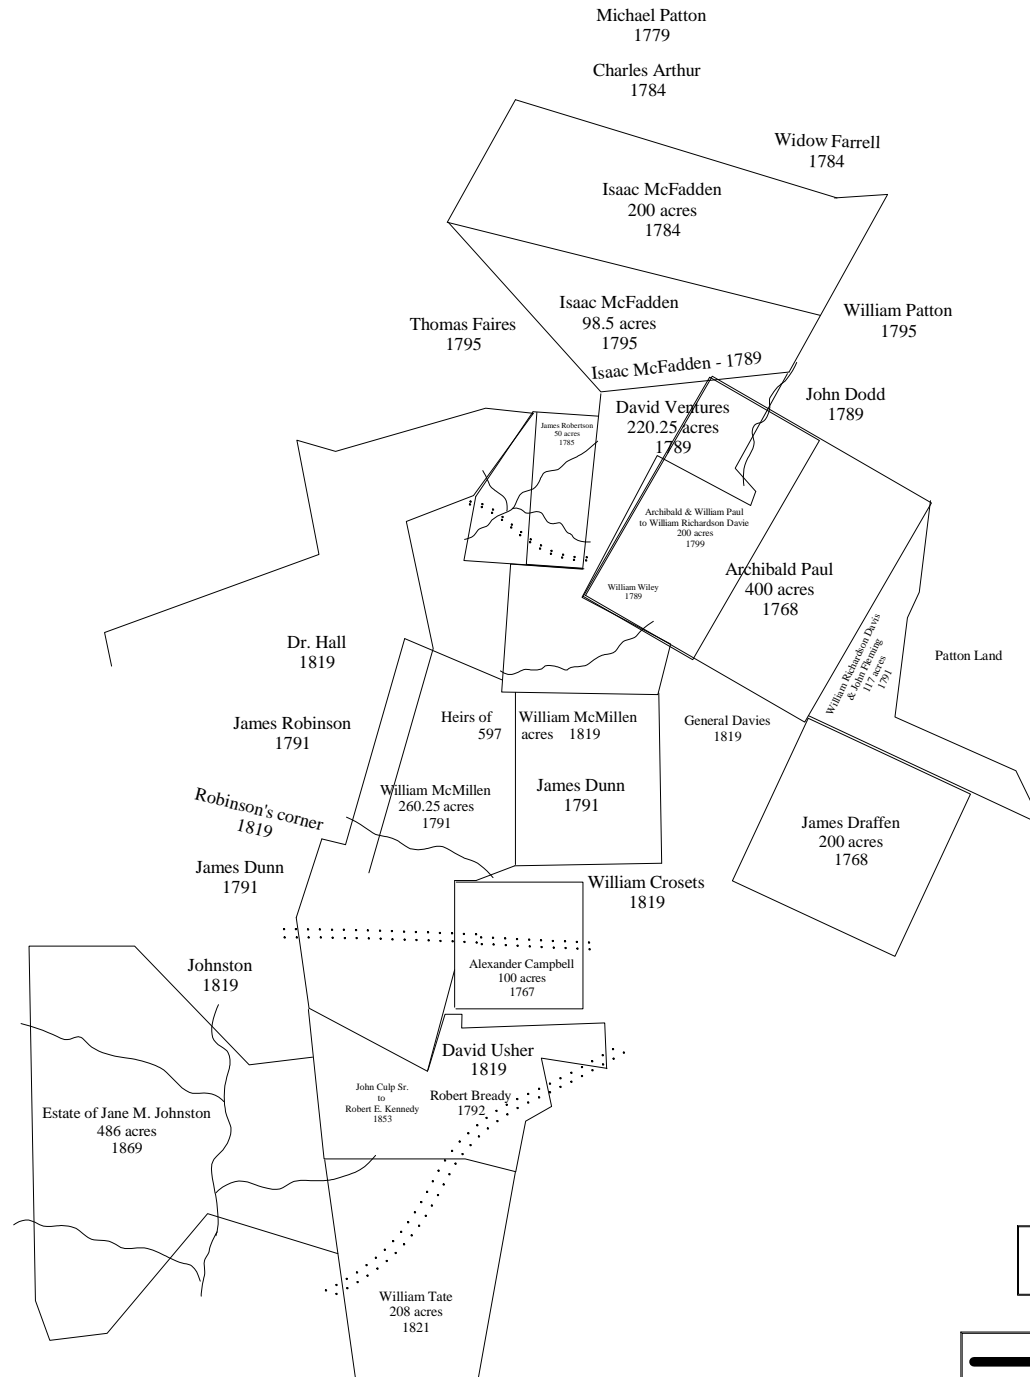 Michael Patton
1779
Charles Arthur
1784
Widow Farrell
1784
Isaac McFadden
200 acres
1784
Isaac McFadden
98.5 acres
1795
William Patton
1795
Thomas Faires
1795
Isaac McFadden - 1789
John Dodd
1789
David Ventures
220.25 acres
1789
James Robertson
50 acres
1785
Archibald & William Paul
to William Richardson Davie
200 acres
1799
Archibald Paul
400 acres
1768
William Wiley
1789
William Richardson Davis
& John Fleming
117 acres
1791
Patton Land
Dr. Hall
1819
James Robinson
1791
Heirs of William McMillen
597 acres 1819
General Davies
1819
James Dunn
1791
William McMillen
260.25 acres
1791
Robinson's corner
1819
James Draffen
200 acres
1768
James Dunn
1791
William Crosets
1819
Johnston
1819
Alexander Campbell
100 acres
1767
David Usher
1819
John Culp Sr.
to
Robert E. Kennedy
1853
Robert Bready
1792
Estate of Jane M. Johnston
486 acres
1869
William Tate
208 acres
1821